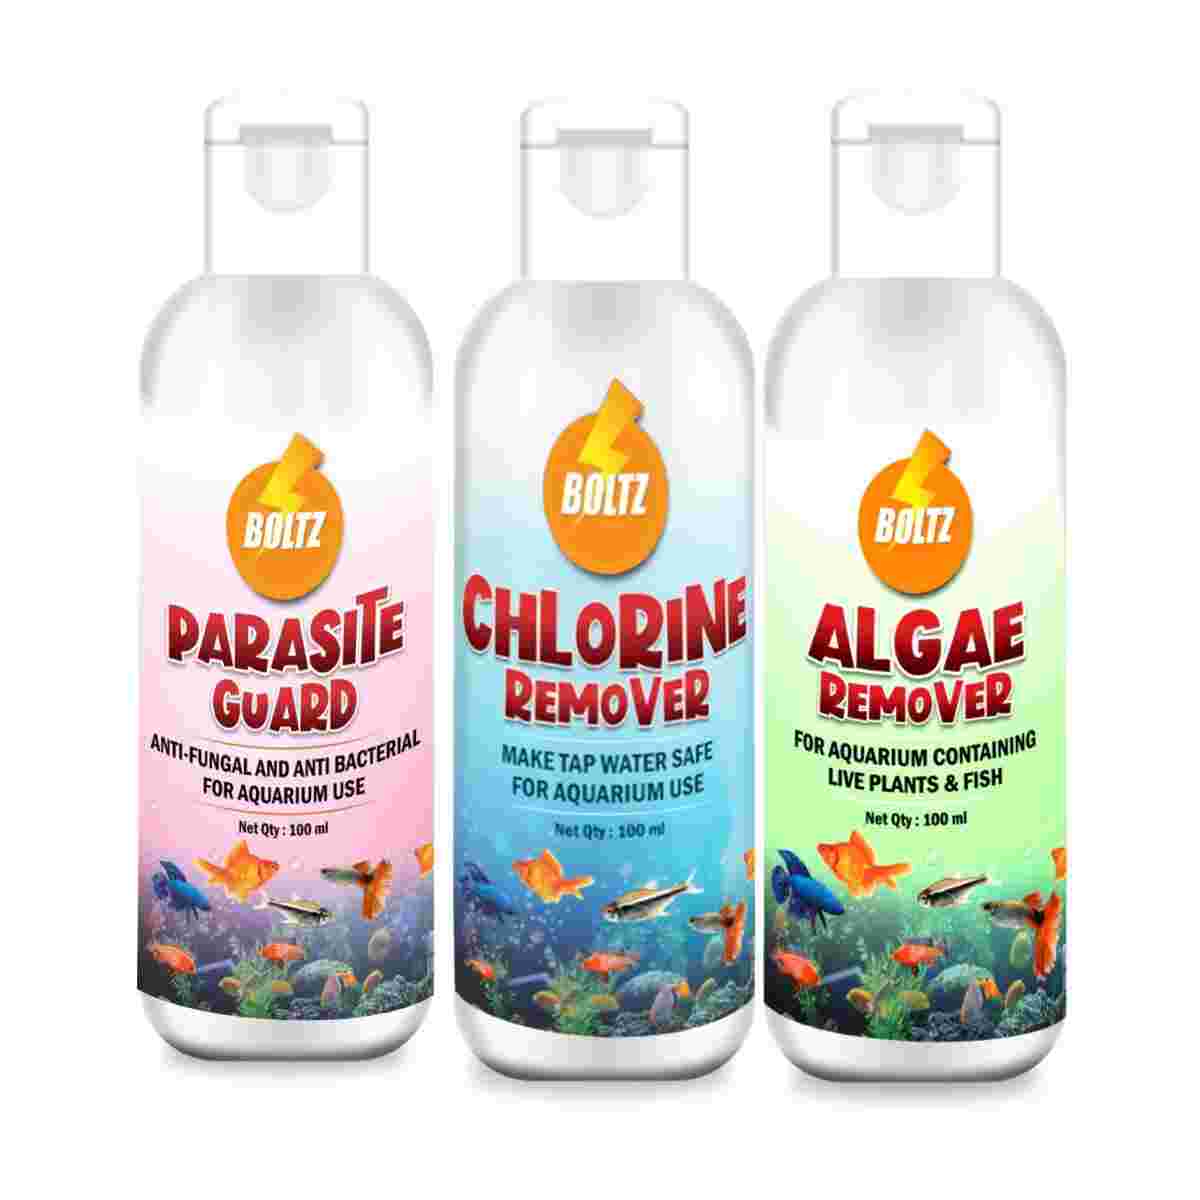 BOLTZ
PARASITE
GUARD
ANTI-FUNGAL AND ANTI BACTERIAL
FOR AQUARIUM USE
Net Qty : 100 ml
BOLTZ
CHLORINE
REMOVER
MAKE TAP WATER SAFE
FOR AQUARIUM USE
Net Qty : 100 ml
BOLTZ
ALGAE
REMOVER
FOR AQUARIUM CONTAINING
LIVE PLANTS & FISH
Net Qty : 100 ml